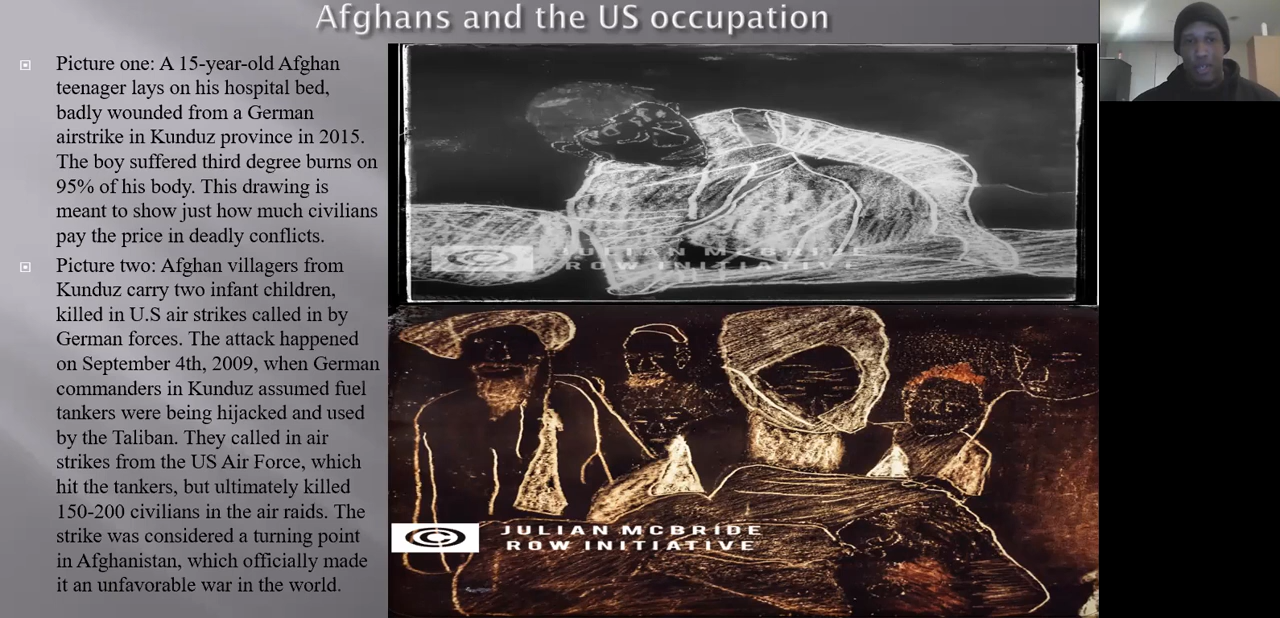 Afghans and the US occupation
Picture one: A 15-year-old Afghan
teenager lays on his hospital bed,
badly wounded from a German
airstrike in Kunduz province in 2015.
The boy suffered third degree burns on
95% of his body. This drawing is
meant to show just how much civilians
pay the price in deadly conflicts.
Picture two: Afghan villagers from
Kunduz carry two infant children,
killed in U.S air strikes called in by
German forces. The attack happened
on September 4th, 2009, when German
commanders in Kunduz assumed fuel
tankers were being hijacked and used
by the Taliban. They called in air
strikes from the US Air Force, which
hit the tankers, but ultimately killed
150-200 civilians in the air raids. The
strike was considered a turning point
in Afghanistan, which officially made
it an unfavorable war in the world.
JULIAN MCBRIDE
ROW INITIATIVE
JULIAN MCBRIDE
ROW INITIATIVE